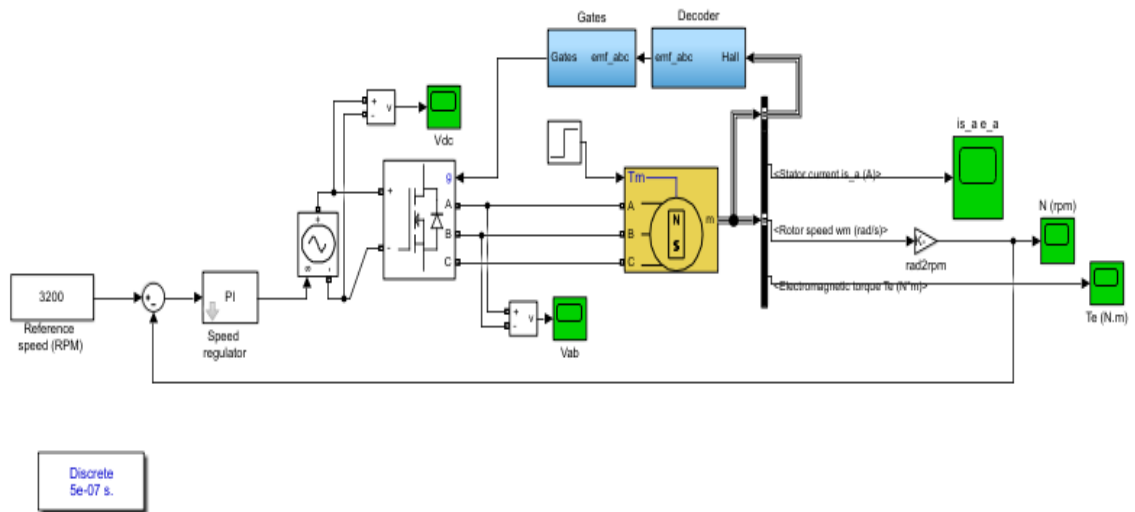 Gates
Decoder
Gates
emf_abc
emf_abc
Hall
+
-
v
Vdc
is_a e_a
<Stator current is_a (A)>
g
Tm
+
A
A
N
S
m
N (rpm)
+
B
B
<Rotor speed wm (rad/s)>
K-
-
C
C
rad2rpm
s
-
3200
+
-
PI
<Electromagnetic torque Te (N*m)>
Te (N.m)
Reference
speed (RPM)
Speed
regulator
+
-
v
Vab
Discrete
5e-07 s.